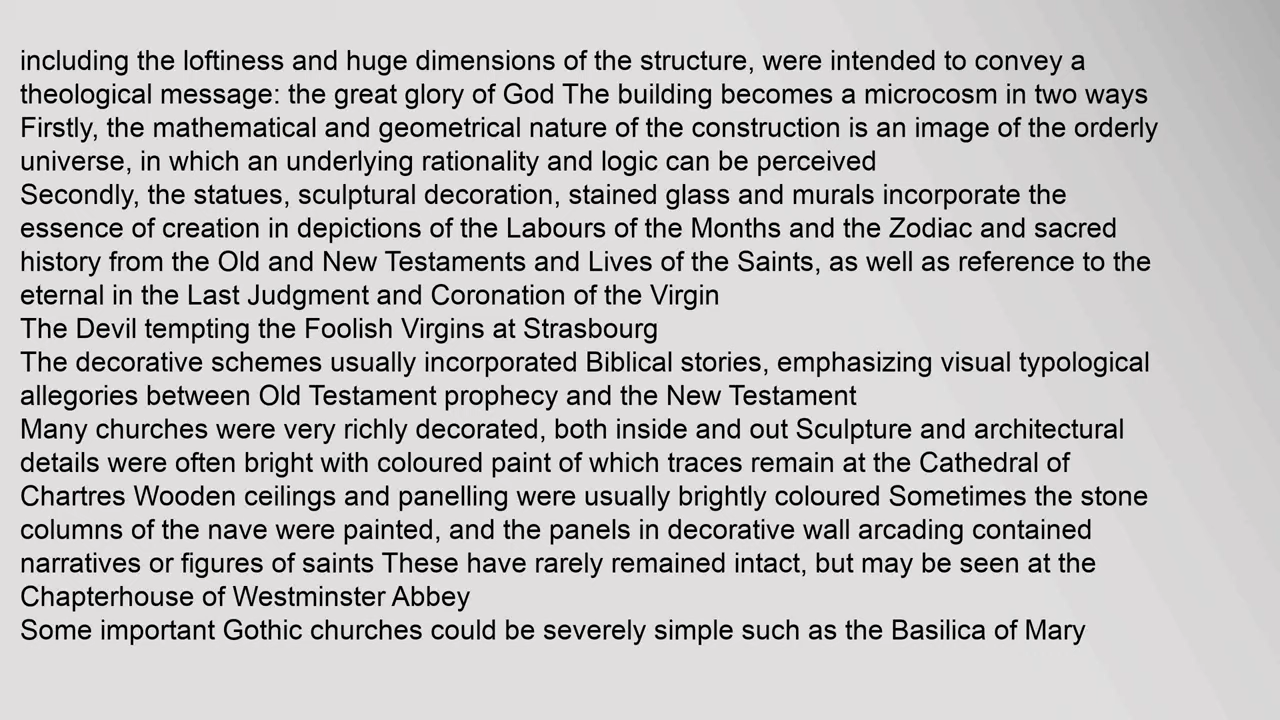 including the loftiness and huge dimensions of the structure, were intended to convey a
theological message: the great glory of God The building becomes a microcosm in two ways
Firstly, the mathematical and geometrical nature of the construction is an image of the orderly
universe, in which an underlying rationality and logic can be perceived
Secondly, the statues, sculptural decoration, stained glass and murals incorporate the
essence of creation in depictions of the Labours of the Months and the Zodiac and sacred
history from the Old and New Testaments and Lives of the Saints, as well as reference to the
eternal in the Last Judgment and Coronation of the Virgin
The Devil tempting the Foolish Virgins at Strasbourg
The decorative schemes usually incorporated Biblical stories, emphasizing visual typological
allegories between Old Testament prophecy and the New Testament
Many churches were very richly decorated, both inside and out Sculpture and architectural
details were often bright with coloured paint of which traces remain at the Cathedral of
Chartres Wooden ceilings and panelling were usually brightly coloured Sometimes the stone
columns of the nave were painted, and the panels in decorative wall arcading contained
narratives or figures of saints These have rarely remained intact, but may be seen at the
Chapterhouse of Westminster Abbey
Some important Gothic churches could be severely simple such as the Basilica of Mary